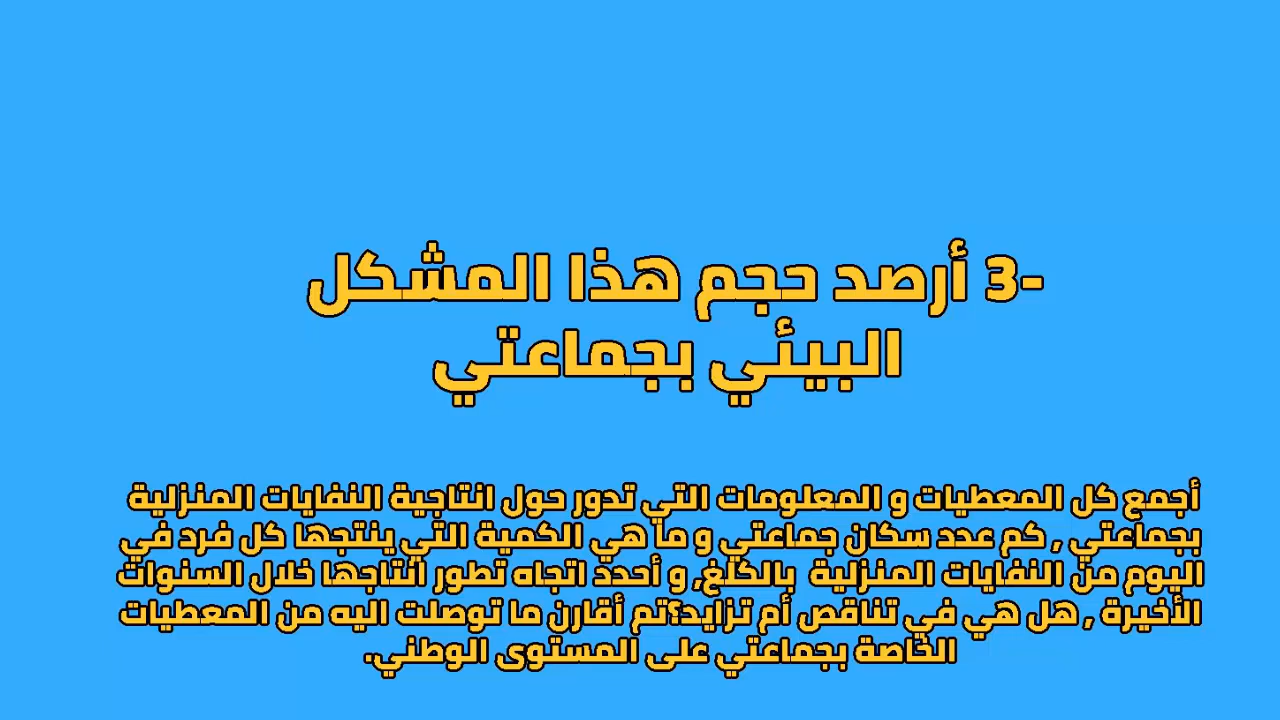 3- أرصد حجم هذا المشكل
البيئي بجماعتي
أجمع كل المعطيات و المعلومات التي تدور حول انتاجية النفايات المنزلية
بجماعتي , كم عدد سكان جماعتي و ما هي الكمية التي ينتجها كل فرد في
اليوم من النفايات المنزلية بالكلغ, و أحدد اتجاه تطور انتاجها خلال السنوات
الأخيرة , هل هي في تناقص أم تزايد؟تم أقارن ما توصلت اليه من المعطيات
الخاصة بجماعتي على المستوى الوطني.